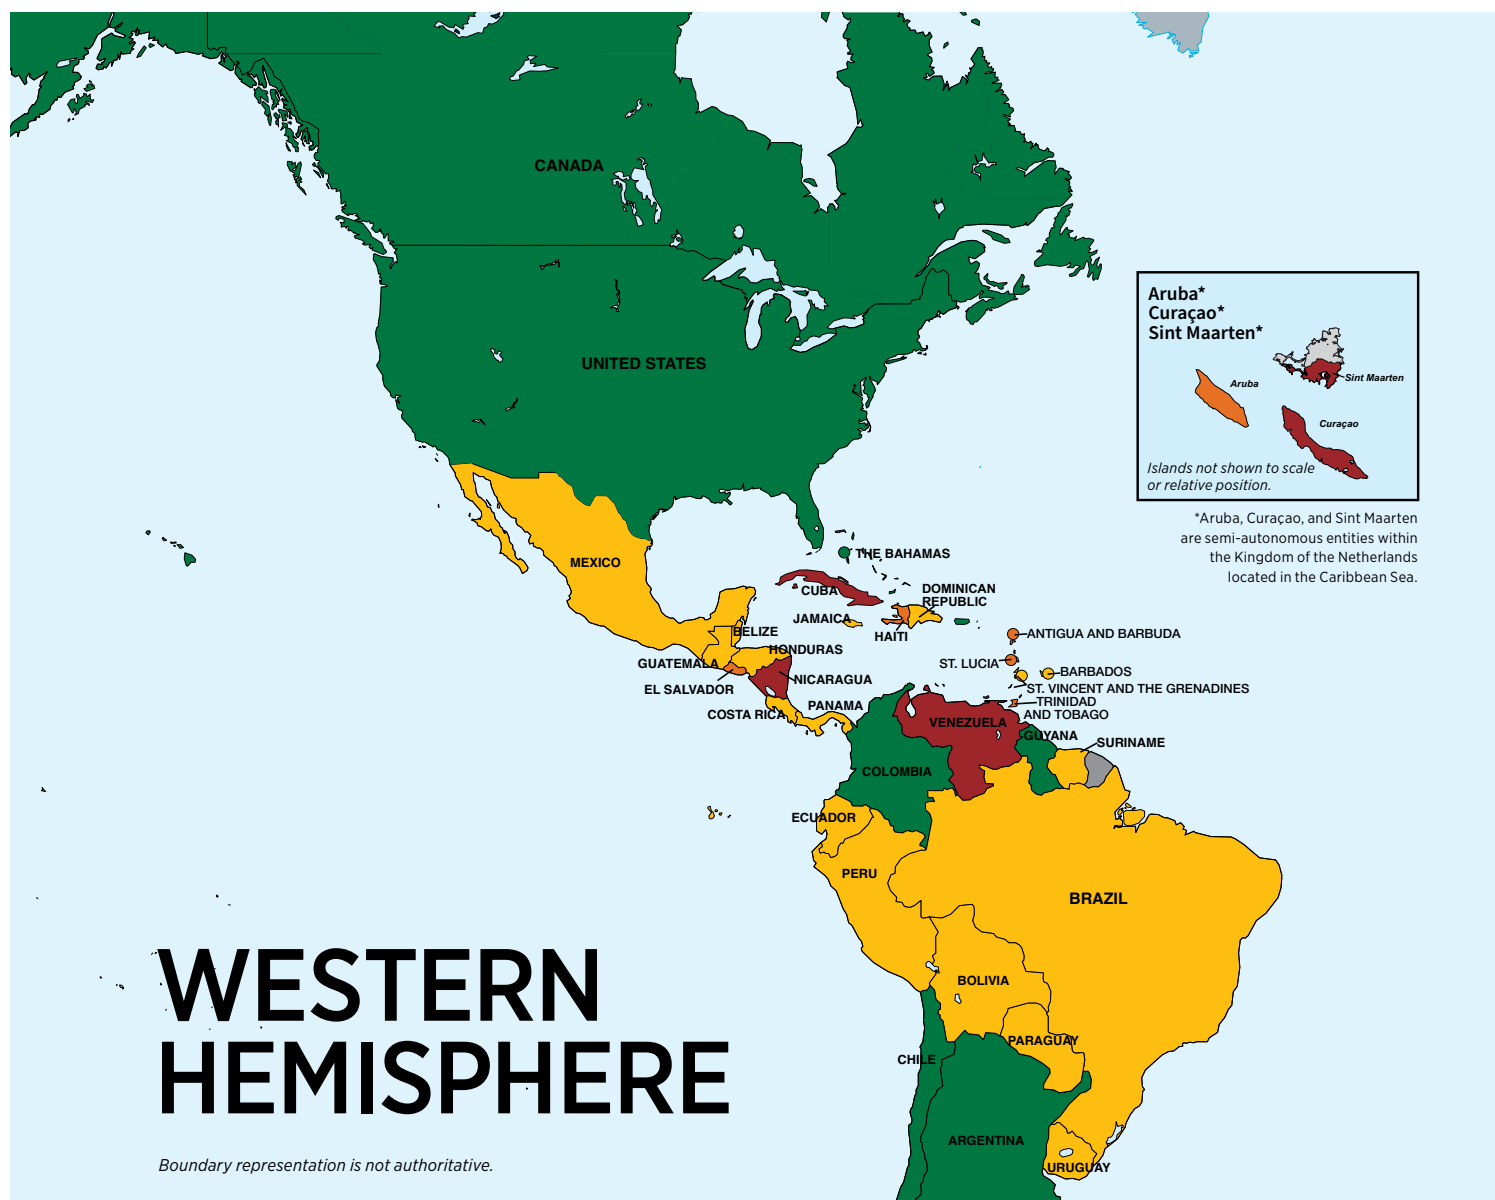 CANADA
UNITED STATES
Aruba*
Curaçao*
Sint Maarten*
Sint Maarten
Aruba
Curaçao
Islands not shown to scale
or relative position.
*Aruba, Curaçao, and Sint Maarten
are semi-autonomous entities within
the Kingdom of the Netherlands
located in the Caribbean Sea.
MEXICO
THE BAHAMAS
CUBA
DOMINICAN
REPUBLIC
JAMAICA
HAITI
BELIZE
HONDURAS
ANTIGUA AND BARBUDA
GUATEMALA
ST. LUCIA
BARBADOS
NICARAGUA
EL SALVADOR
ST. VINCENT AND THE GRENADINES
TRINIDAD
AND TOBAGO
COSTA RICA
PANAMA
VENEZUELA
GUYANA
SURINAME
COLOMBIA
ECUADOR
PERU
BRAZIL
BOLIVIA
PARAGUAY
CHILE
ARGENTINA
URUGUAY
WESTERN
HEMISPHERE
Boundary representation is not authoritative.